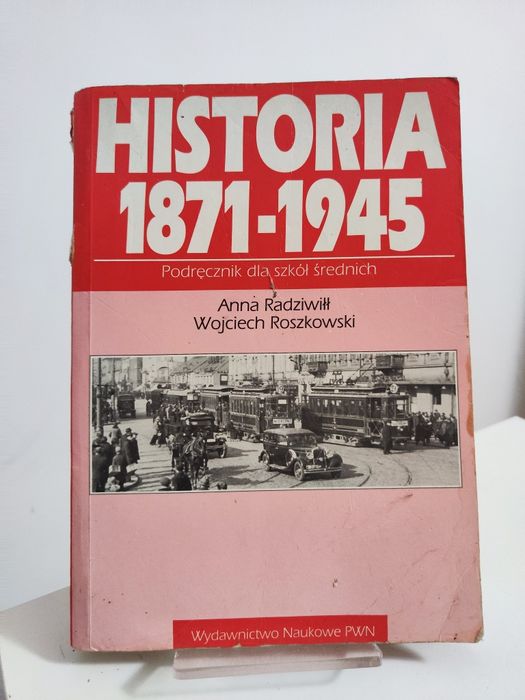 HISTORIA
1871-1945
Podręcznik dla szkół średnich
Anna Radziwiłł
Wojciech Roszkowski
Wydawnictwo Naukowe PWN